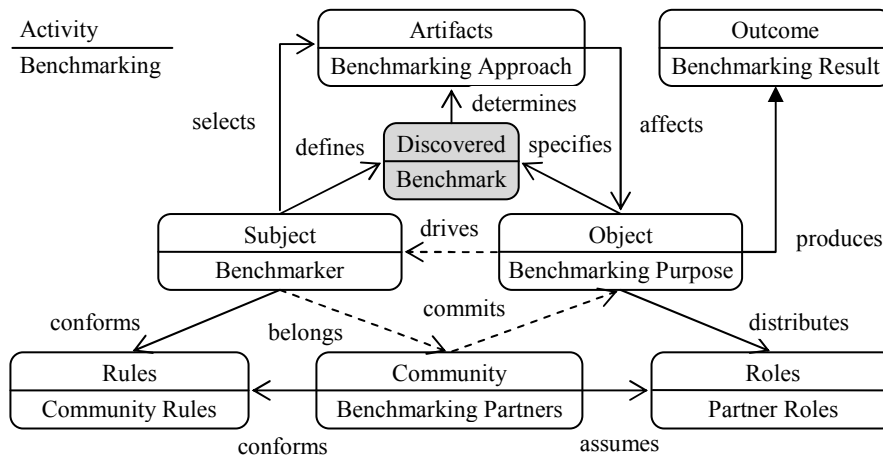 Activity
Benchmarking
Artifacts
Benchmarking Approach
Outcome
Benchmarking Result
selects
determines
affects
defines
Discovered
Benchmark
specifies
Subject
Benchmarker
drives
Object
Benchmarking Purpose
produces
conforms
belongs
commits
distributes
Rules
Community Rules
Community
Benchmarking Partners
Roles
Partner Roles
conforms
assumes